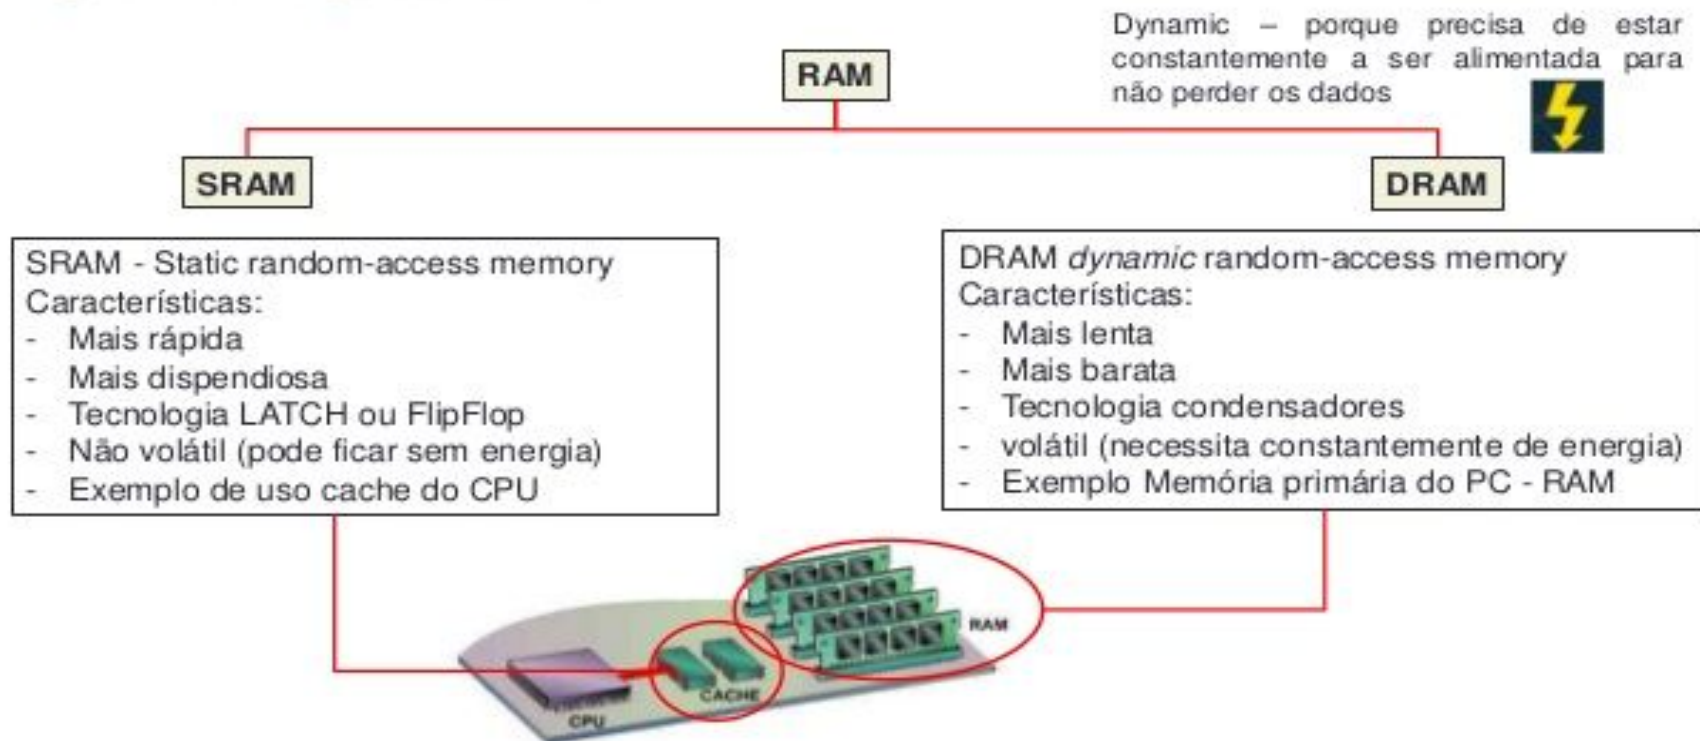 Dynamic – porque precisa de estar
constantemente a ser alimentada para
não perder os dados
RAM
SRAM
DRAM
SRAM - Static random-access memory
Características:
- Mais rápida
- Mais dispendiosa
- Tecnologia LATCH ou FlipFlop
- Não volátil (pode ficar sem energia)
- Exemplo de uso cache do CPU
DRAM dynamic random-access memory
Características:
- Mais lenta
- Mais barata
- Tecnologia condensadores
- volátil (necessita constantemente de energia)
- Exemplo Memória primária do PC - RAM
RAM
CACHE
CPU